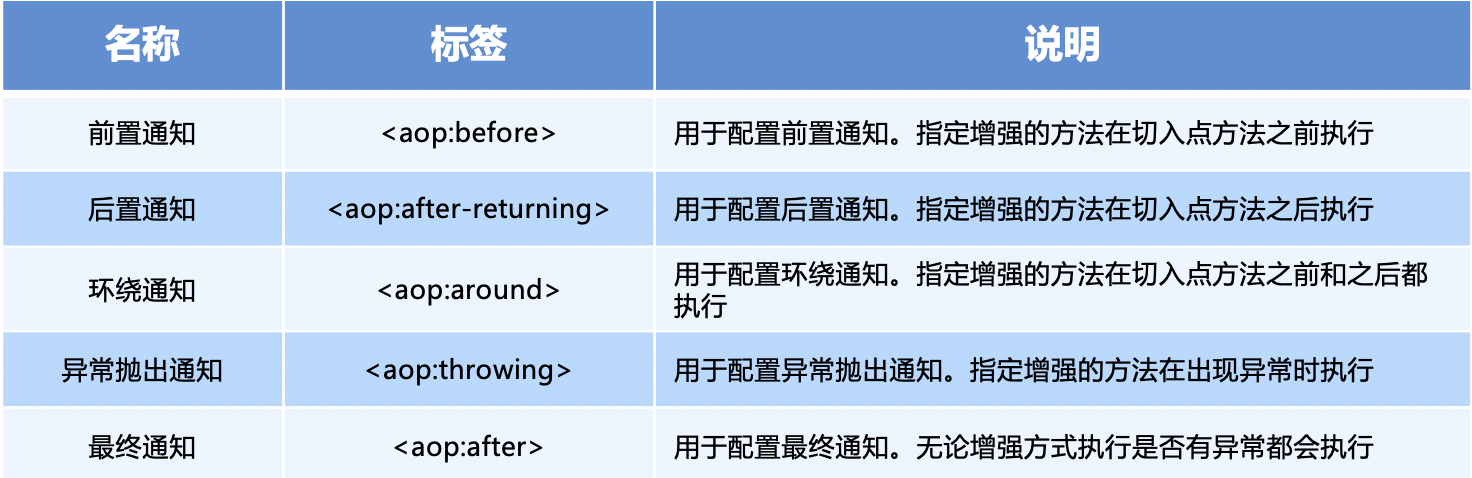 名称 标签 说明
前置通知 <aop:before> 用于配置前置通知。指定增强的方法在切入点方法之前执行
后置通知 <aop:after-returning> 用于配置后置通知。指定增强的方法在切入点方法之后执行
环绕通知 <aop:around> 用于配置环绕通知。指定增强的方法在切入点方法之前和之后都
执行
异常抛出通知 <aop:throwing> 用于配置异常抛出通知。指定增强的方法在出现异常时执行
最终通知 <aop:after> 用于配置最终通知。无论增强方式执行是否有异常都会执行